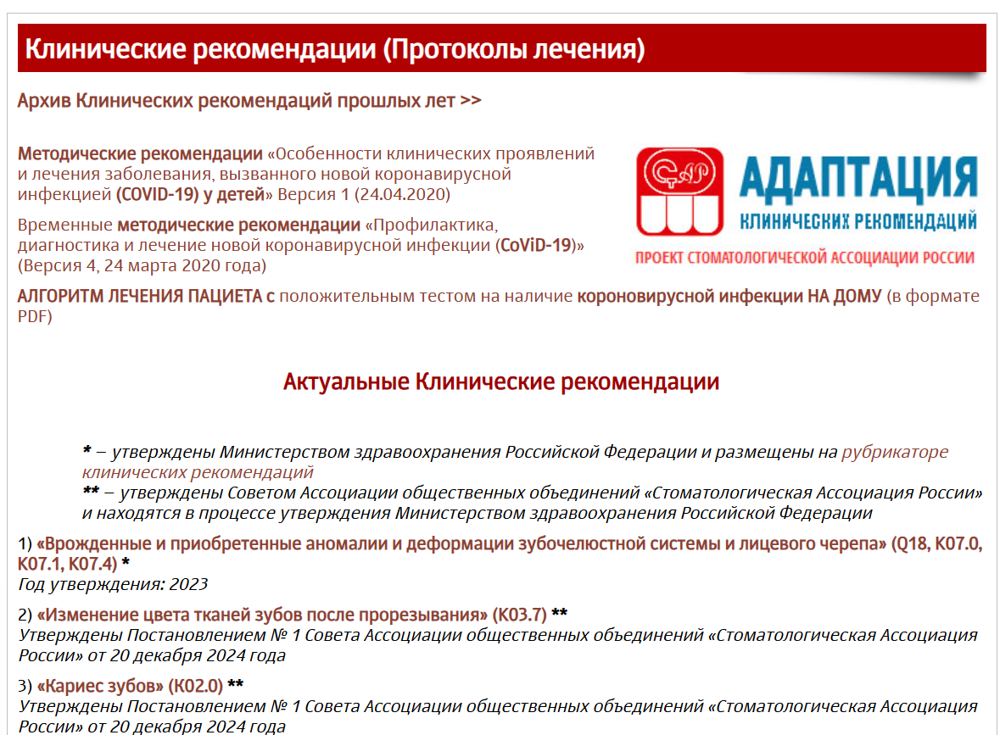 Клинические рекомендации (Протоколы лечения)
Архив Клинических рекомендаций прошлых лет >>
Методические рекомендации «Особенности клинических проявлений
и лечения заболевания, вызванного новой коронавирусной
инфекцией (COVID-19) у детей» Версия 1 (24.04.2020)
Временные методические рекомендации «Профилактика,
диагностика и лечение новой коронавирусной инфекции (CoViD-19)»
(Версия 4, 24 марта 2020 года)
СтАР
АДАПТАЦИЯ
КЛИНИЧЕСКИХ РЕКОМЕНДАЦИЙ
ПРОЕКТ СТОМАТОЛОГИЧЕСКОЙ АССОЦИАЦИИ РОССИИ
АЛГОРИТМ ЛЕЧЕНИЯ ПАЦИЕТА с положительным тестом на наличие короновирусной инфекции НА ДОМУ (в формате
PDF)
Актуальные Клинические рекомендации
* – утверждены Министерством здравоохранения Российской Федерации и размещены на рубрикаторе
клинических рекомендаций
** – утверждены Советом Ассоциации общественных объединений «Стоматологическая Ассоциация России»
и находятся в процессе утверждения Министерством здравоохранения Российской Федерации
1) «Врожденные и приобретенные аномалии и деформации зубочелюстной системы и лицевого черепа» (Q18, K07.0,
K07.1, K07.4) *
Год утверждения: 2023
2) «Изменение цвета тканей зубов после прорезывания» (K03.7) **
Утверждены Постановлением № 1 Совета Ассоциации общественных объединений «Стоматологическая Ассоциация
России» от 20 декабря 2024 года
3) «Кариес зубов» (K02.0) **
Утверждены Постановлением № 1 Совета Ассоциации общественных объединений «Стоматологическая Ассоциация
России» от 20 декабря 2024 года